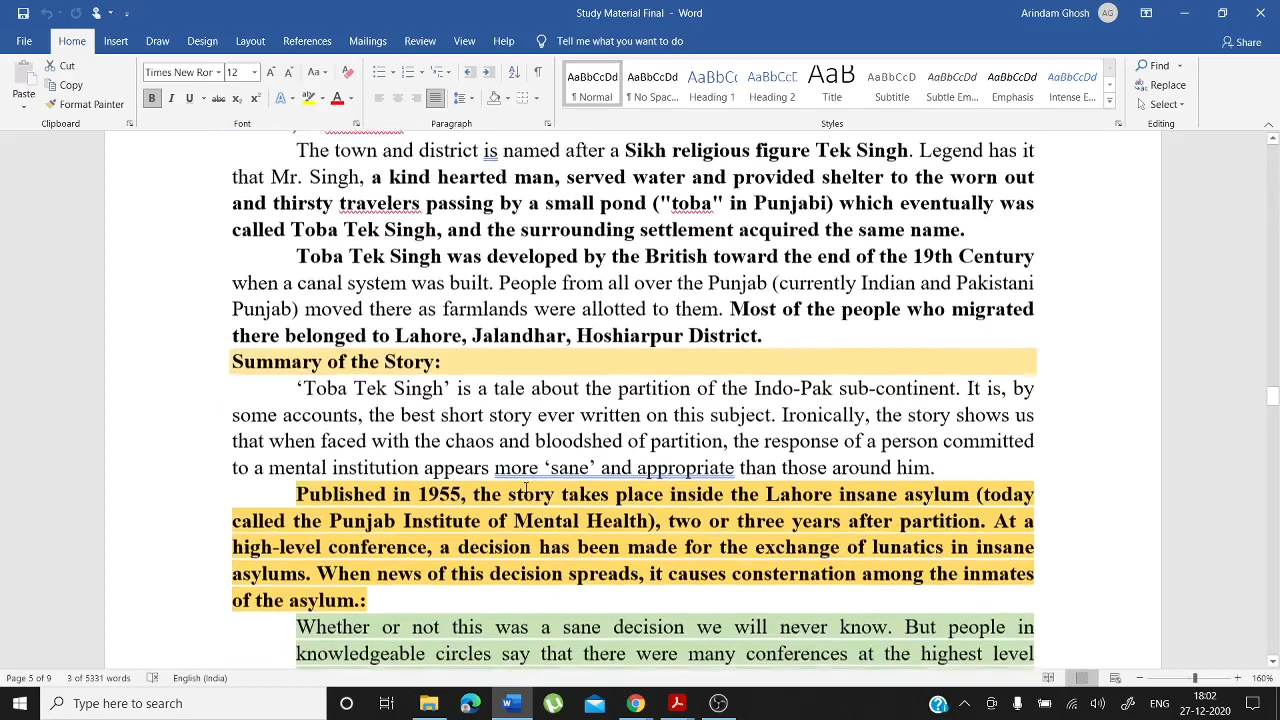 Study Material Final - Word
Arindam Ghosh AG
File Home Insert Draw Design Layout References Mailings Review View Help Tell me what you want to do Share
Paste Cut Copy Format Painter
Times New Ror 12 Aa
B I U abc x₂ x² A A
AaBbCcDd AaBbCcDd AaBbCc AaBbCcD AaB AaBbCcD AaBbCcDd AaBbCcDd AaBbCcDd
¶ Normal ¶ No Spac... Heading 1 Heading 2 Title Subtitle Subtle Em... Emphasis Intense E...
Find Replace Select
Clipboard Font Paragraph Styles Editing
The town and district is named after a Sikh religious figure Tek Singh. Legend has it
that Mr. Singh, a kind hearted man, served water and provided shelter to the worn out
and thirsty travelers passing by a small pond ("toba" in Punjabi) which eventually was
called Toba Tek Singh, and the surrounding settlement acquired the same name.
Toba Tek Singh was developed by the British toward the end of the 19th Century
when a canal system was built. People from all over the Punjab (currently Indian and Pakistani
Punjab) moved there as farmlands were allotted to them. Most of the people who migrated
there belonged to Lahore, Jalandhar, Hoshiarpur District.
Summary of the Story:
‘Toba Tek Singh’ is a tale about the partition of the Indo-Pak sub-continent. It is, by
some accounts, the best short story ever written on this subject. Ironically, the story shows us
that when faced with the chaos and bloodshed of partition, the response of a person committed
to a mental institution appears more ‘sane’ and appropriate than those around him.
Published in 1955, the story takes place inside the Lahore insane asylum (today
called the Punjab Institute of Mental Health), two or three years after partition. At a
high-level conference, a decision has been made for the exchange of lunatics in insane
asylums. When news of this decision spreads, it causes consternation among the inmates
of the asylum.:
Whether or not this was a sane decision we will never know. But people in
knowledgeable circles say that there were many conferences at the highest level
Page 5 of 9 3 of 5331 words English (India) 160%
Type here to search
18:02
27-12-2020